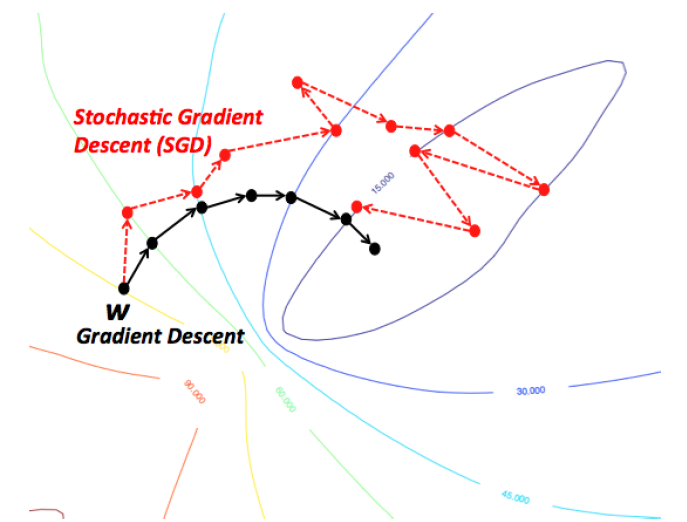 Stochastic Gradient
Descent (SGD)
15.000
W
Gradient Descent
90.000
60.000
30.000
45.000